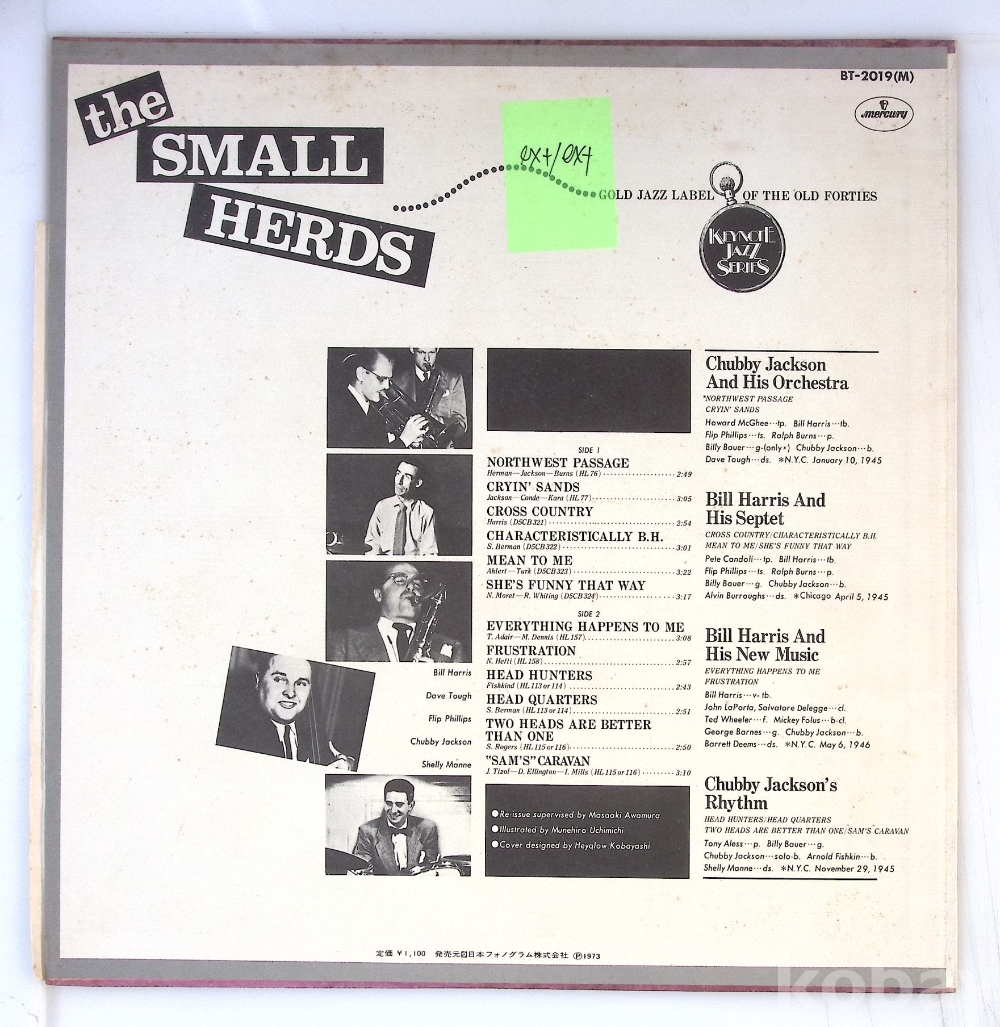 BT-2019(M)
mercury
the
SMALL
HERDS
ext/ext
GOLD JAZZ LABEL OF THE OLD FORTIES
KEYNOTE
JAZZ
SERIES
SIDE 1
NORTHWEST PASSAGE
Herman—Jackson—Burns (HL 76) 2:49
CRYIN' SANDS
Jackson—Conde—Kara (HL 77) 3:05
CROSS COUNTRY
Harris (D5CB321) 2:54
CHARACTERISTICALLY B.H.
S. Berman (D5CB322) 3:01
MEAN TO ME
Ahlert—Turk (D5CB323) 3:22
SHE'S FUNNY THAT WAY
N. Moret—R. Whiting (D5CB324) 3:17
SIDE 2
EVERYTHING HAPPENS TO ME
T. Adair—M. Dennis (HL 157) 3:08
FRUSTRATION
N. Hefti (HL 158) 2:57
HEAD HUNTERS
Fishkind (HL 113 or 114) 2:43
HEAD QUARTERS
S. Berman (HL 113 or 114) 2:51
TWO HEADS ARE BETTER
THAN ONE
S. Rogers (HL 115 or 116) 2:50
"SAM'S" CARAVAN
J. Tizol—D. Ellington—I. Mills (HL 115 or 116) 3:10
●Re-issue supervised by Masaaki Awamura
●Illustrated by Munehiro Uchimichi
●Cover designed by Heyqlow Kobayashi
Bill Harris
Dave Tough
Flip Phillips
Chubby Jackson
Shelly Manne
Chubby Jackson
And His Orchestra
*NORTHWEST PASSAGE
CRYIN' SANDS
Howard McGhee…tp. Bill Harris…tb.
Flip Phillips…ts. Ralph Burns…p.
Billy Bauer…g-(only×) Chubby Jackson…b.
Dave Tough…ds. *N.Y.C. January 10, 1945
Bill Harris And
His Septet
CROSS COUNTRY/CHARACTERISTICALLY B.H.
MEAN TO ME/SHE'S FUNNY THAT WAY
Pete Candoli…tp. Bill Harris…tb.
Flip Phillips…ts. Ralph Burns…p.
Billy Bauer…g. Chubby Jackson…b.
Alvin Burroughs…ds. *Chicago April 5, 1945
Bill Harris And
His New Music
EVERYTHING HAPPENS TO ME
FRUSTRATION
Bill Harris…v-tb.
John LaPorta, Salvatore Delegge…cl.
Ted Wheeler…f. Mickey Folus…b-cl.
George Barnes…g. Chubby Jackson…b.
Barrett Deems…ds. *N.Y.C. May 6, 1946
Chubby Jackson's
Rhythm
HEAD HUNTERS/HEAD QUARTERS
TWO HEADS ARE BETTER THAN ONE/SAM'S CARAVAN
Tony Aless…p. Billy Bauer…g.
Chubby Jackson…solo-b. Arnold Fishkin…b.
Shelly Manne…ds. *N.Y.C. November 29, 1945
定価 ¥1,100 発売元 日本フォノグラム株式会社 Ⓟ1973